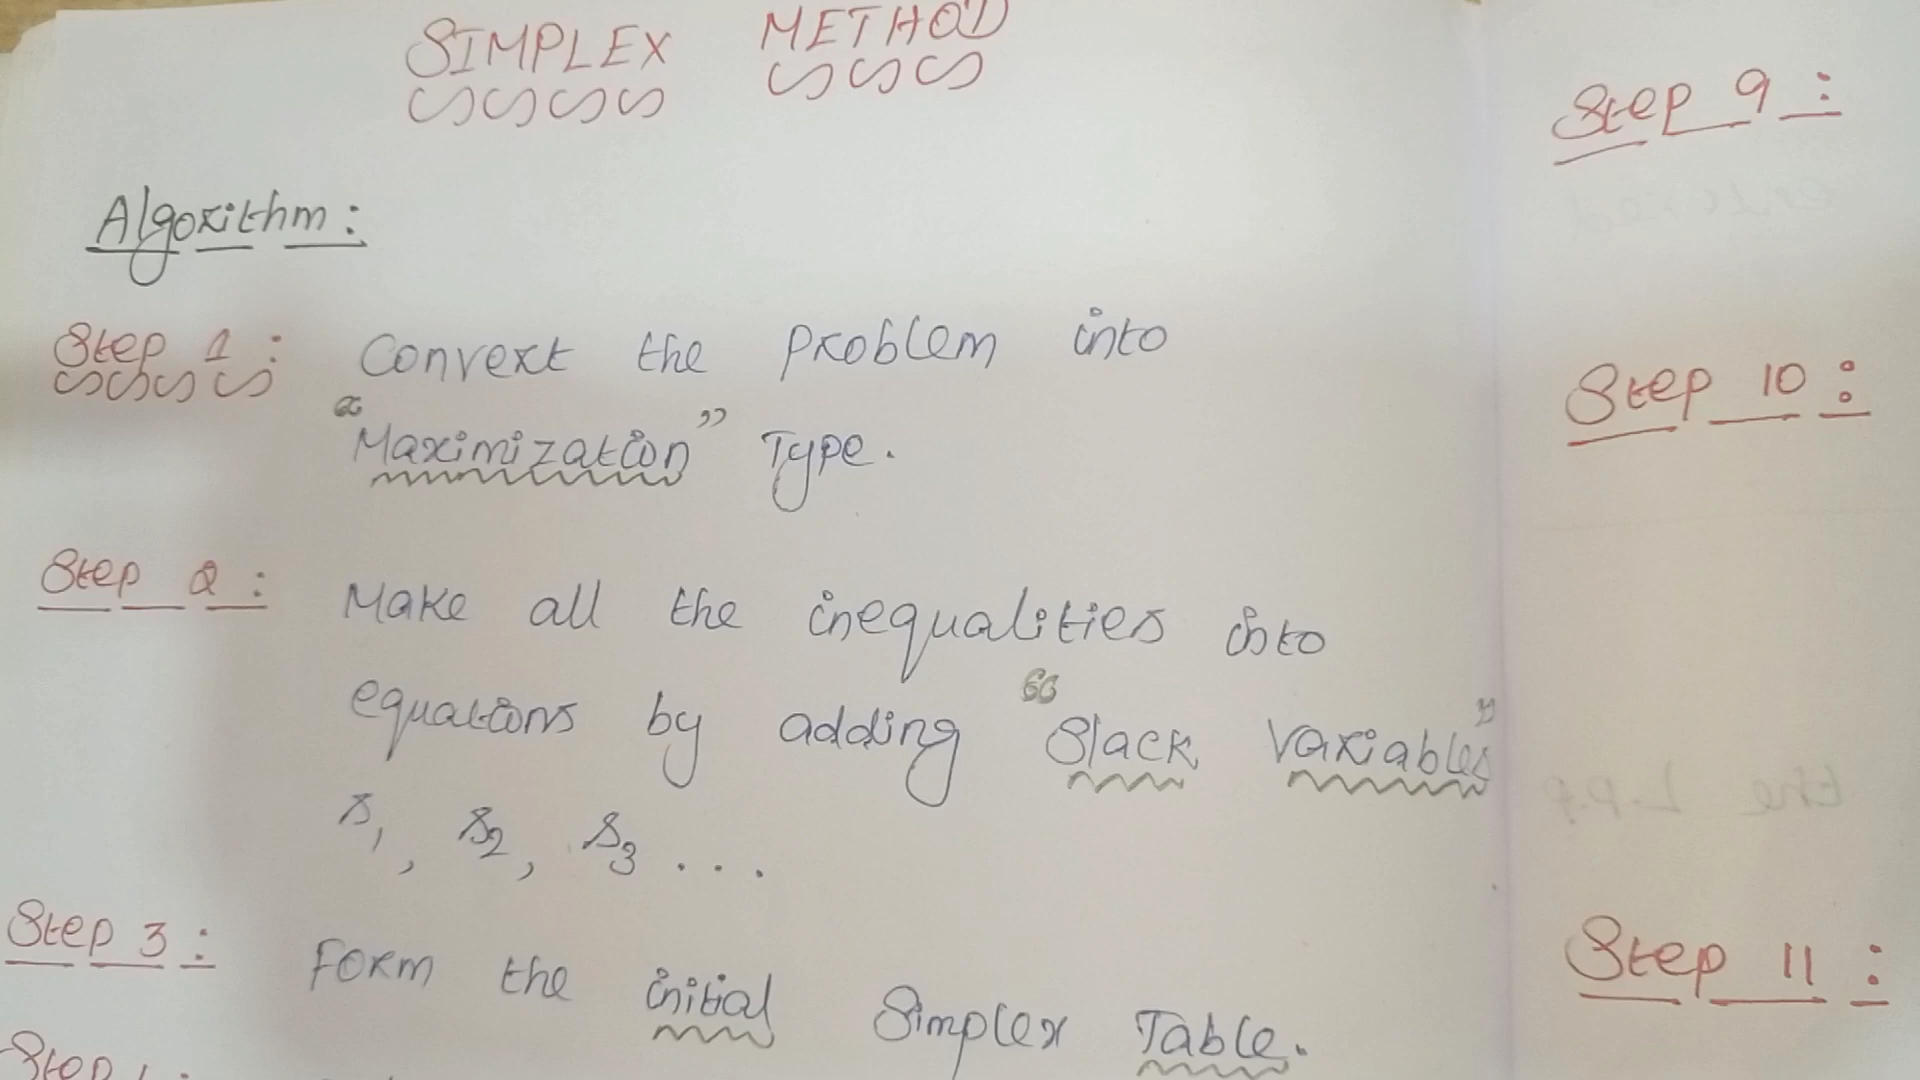 SIMPLEX METHOD
Algorithm:
Step 1: Convert the problem into
"Maximization" Type.
Step 2: Make all the inequalities into
equations by adding "Slack Variables"
s₁, s₂, s₃ ...
Step 3: Form the initial Simplex Table.
Step 9:
Step 10:
Step 11: